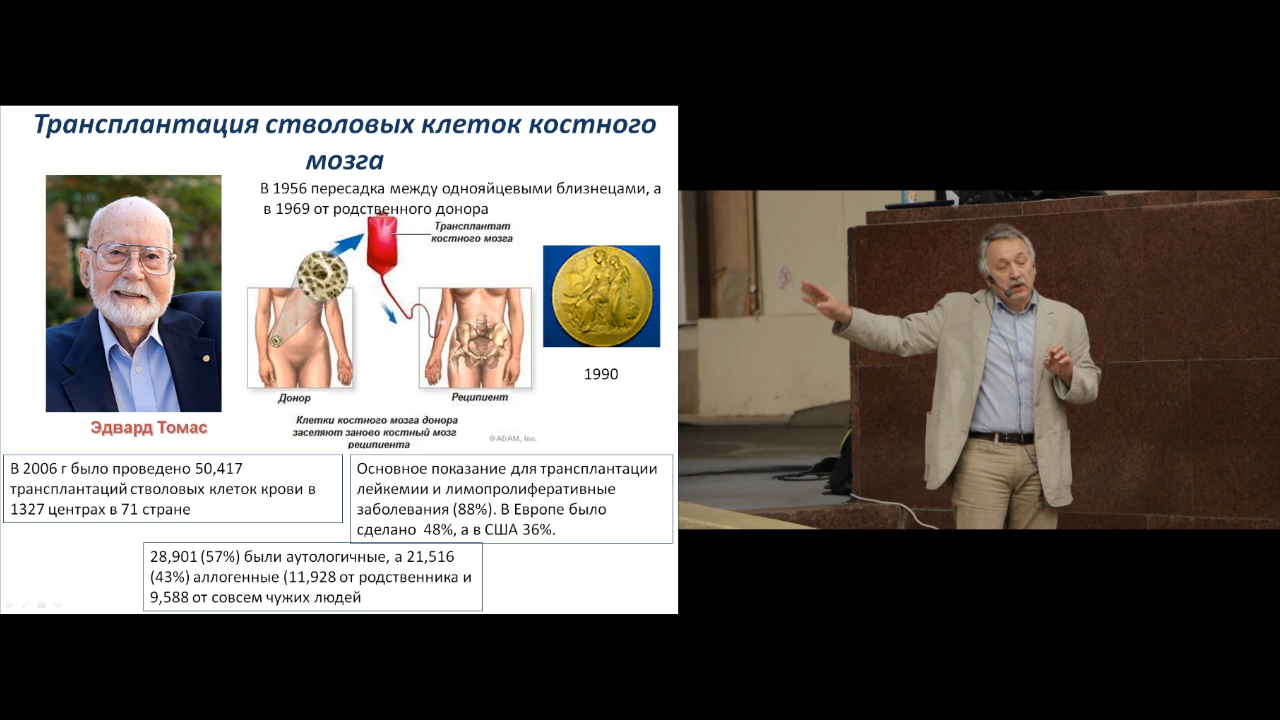 Трансплантация стволовых клеток костного
мозга
В 1956 пересадка между однояйцевыми близнецами, а
в 1969 от родственного донора
Трансплантат
костного мозга
1990
Донор
Реципиент
Клетки костного мозга донора
заселяют заново костный мозг
реципиента
©ADAM, Inc.
Эдвард Томас
В 2006 г было проведено 50,417
трансплантаций стволовых клеток крови в
1327 центрах в 71 стране
Основное показание для трансплантации
лейкемии и лимопролиферативные
заболевания (88%). В Европе было
сделано 48%, а в США 36%.
28,901 (57%) были аутологичные, а 21,516
(43%) аллогенные (11,928 от родственника и
9,588 от совсем чужих людей